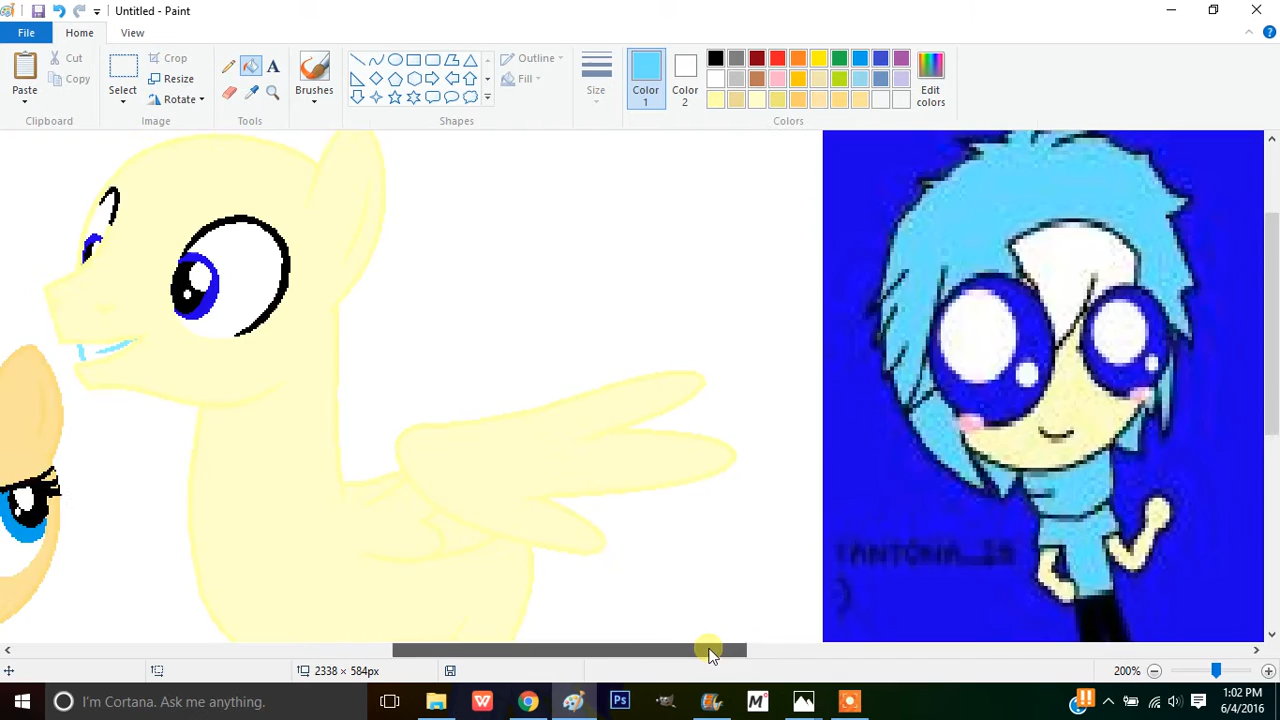 Untitled - Paint
File
Home
View
Paste
Cut
Copy
Clipboard
Select
Crop
Resize
Rotate
Image
A
Tools
Brushes
Outline
Fill
Shapes
Size
Color 1
Color 2
Edit colors
Colors
2338 × 584px
200%
I'm Cortana. Ask me anything.
W
Ps
M
1:02 PM
6/4/2016